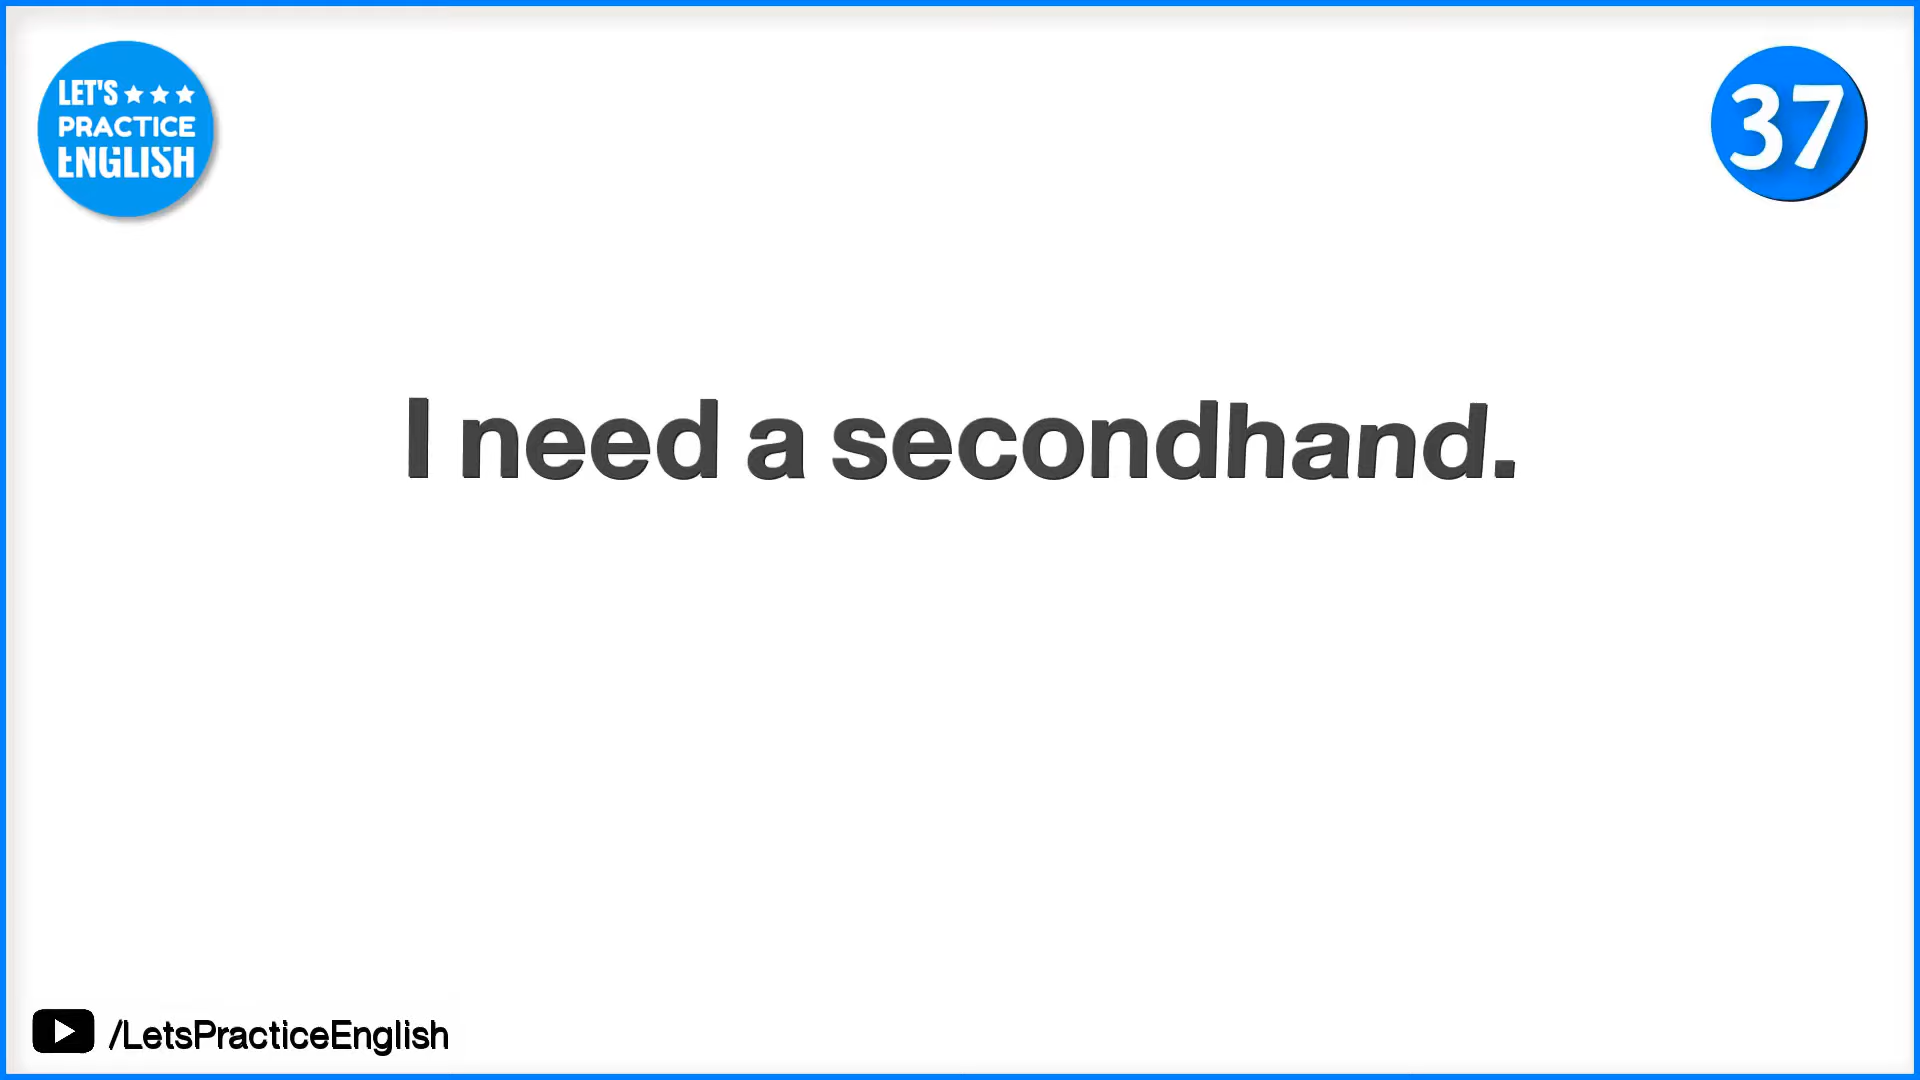 LET'S
PRACTICE
ENGLISH
37
I need a secondhand.
/LetsPracticeEnglish